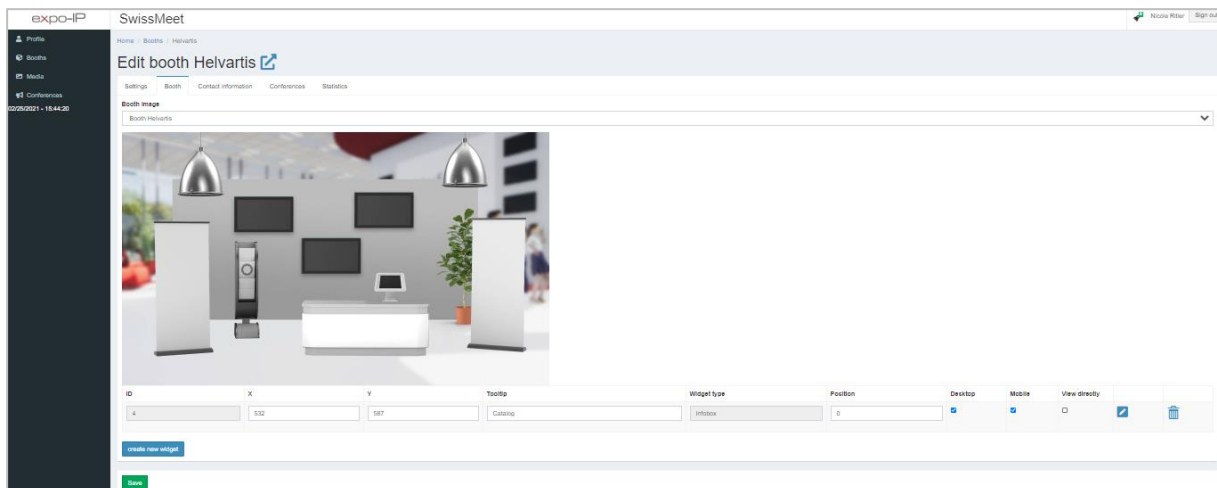 expo-IP
SwissMeet
Nicola Ritter
Sign out
Profile
Booths
Media
Conferences
02/25/2021 - 15:44:20
Home / Booths / Helvartis
Edit booth Helvartis
Settings Booth Contact information Conferences Statistics
Booth image
Booth Helvartis
ID X Y Tooltip Widget type Position Desktop Mobile View directly
4 532 587 Catalog Infobox 0
create new widget
Save